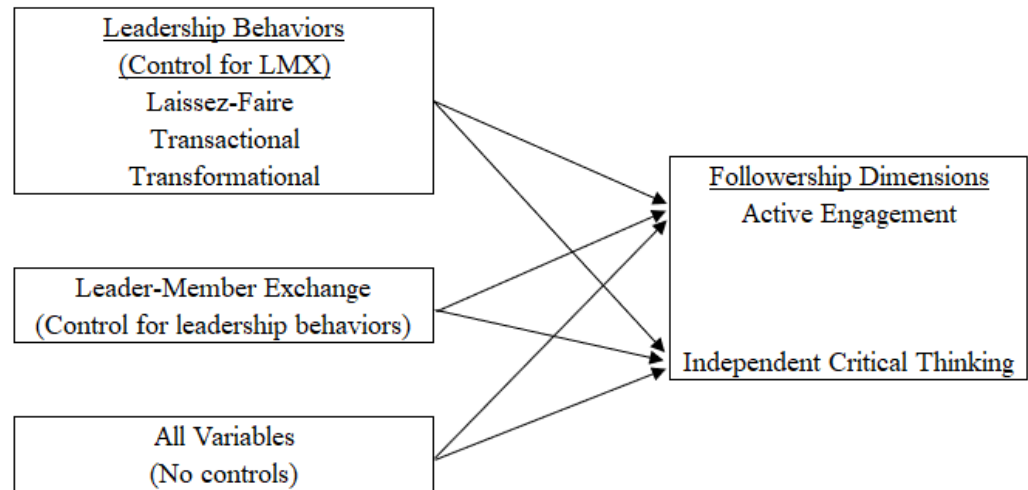 Leadership Behaviors
(Control for LMX)
Laissez-Faire
Transactional
Transformational
Leader-Member Exchange
(Control for leadership behaviors)
All Variables
(No controls)
Followership Dimensions
Active Engagement
Independent Critical Thinking